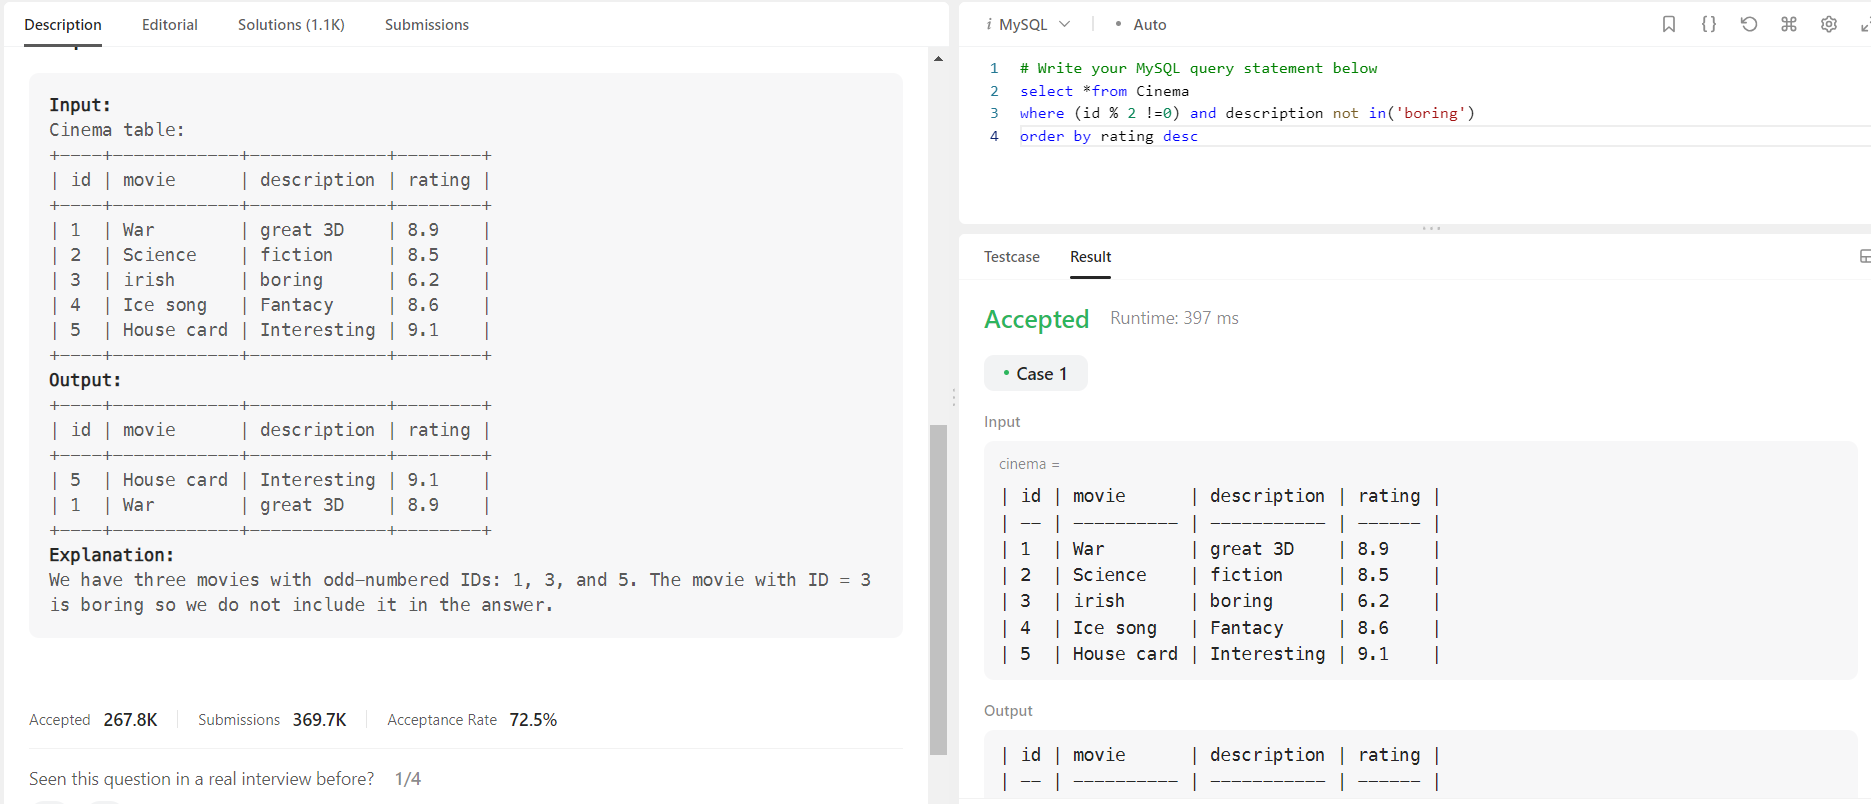 Description Editorial Solutions (1.1K) Submissions
Input:
Cinema table:
+----+------------+-------------+--------+
| id | movie      | description | rating |
+----+------------+-------------+--------+
| 1  | War        | great 3D    | 8.9    |
| 2  | Science    | fiction     | 8.5    |
| 3  | irish      | boring      | 6.2    |
| 4  | Ice song   | Fantacy     | 8.6    |
| 5  | House card | Interesting | 9.1    |
+----+------------+-------------+--------+
Output:
+----+------------+-------------+--------+
| id | movie      | description | rating |
+----+------------+-------------+--------+
| 5  | House card | Interesting | 9.1    |
| 1  | War        | great 3D    | 8.9    |
+----+------------+-------------+--------+
Explanation:
We have three movies with odd-numbered IDs: 1, 3, and 5. The movie with ID = 3
is boring so we do not include it in the answer.
Accepted 267.8K Submissions 369.7K Acceptance Rate 72.5%
Seen this question in a real interview before? 1/4
i MySQL • Auto
1 # Write your MySQL query statement below
2 select *from Cinema
3 where (id % 2 !=0) and description not in('boring')
4 order by rating desc
Testcase Result
Accepted Runtime: 397 ms
• Case 1
Input
cinema =
| id | movie      | description | rating |
| -- | ---------- | ----------- | ------ |
| 1  | War        | great 3D    | 8.9    |
| 2  | Science    | fiction     | 8.5    |
| 3  | irish      | boring      | 6.2    |
| 4  | Ice song   | Fantacy     | 8.6    |
| 5  | House card | Interesting | 9.1    |
Output
| id | movie      | description | rating |
| -- | ---------- | ----------- | ------ |